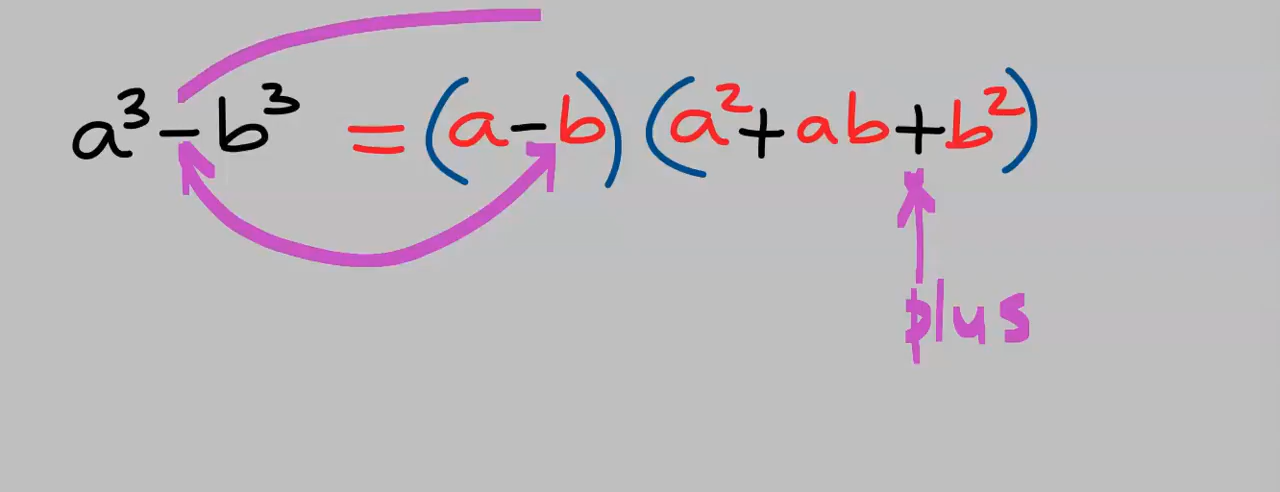 a³ - b³ = (a - b) (a² + ab + b²)
plus